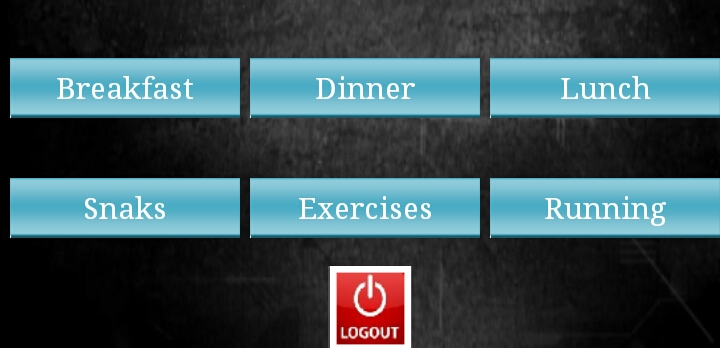 Breakfast
Dinner
Lunch
Snaks
Exercises
Running
LOGOUT